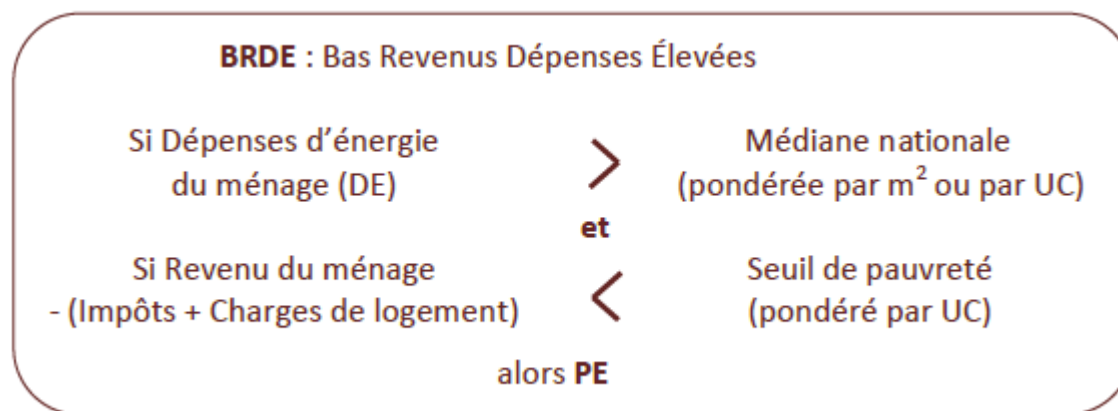 BRDE : Bas Revenus Dépenses Élevées
Si Dépenses d'énergie > Médiane nationale
du ménage (DE) (pondérée par m² ou par UC)
et
Si Revenu du ménage < Seuil de pauvreté
- (Impôts + Charges de logement) (pondéré par UC)
alors PE